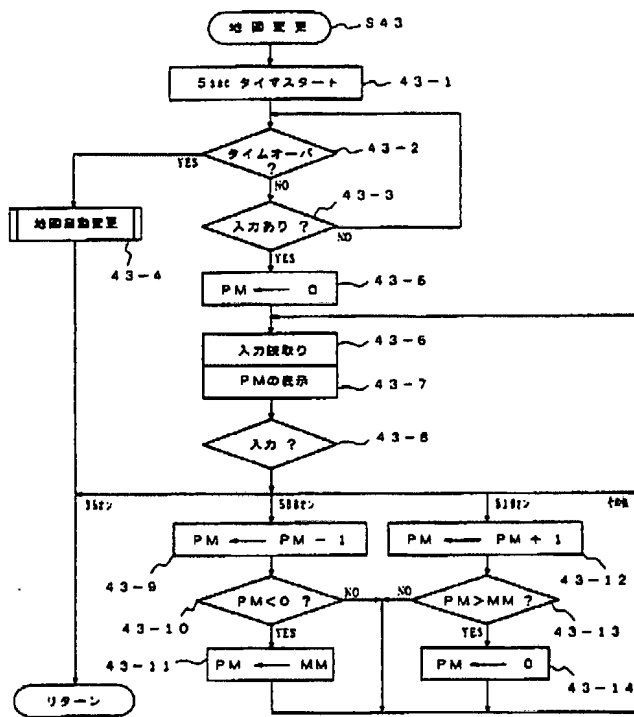 地図変更
S43
5sec タイマスタート
43-1
タイムオーバ
?
43-2
YES
NO
入力あり ?
43-3
NO
YES
地図自動変更
43-4
PM ← 0
43-5
入力読取り
43-6
PMの表示
43-7
入力 ?
43-8
その他
PM ← PM - 1
43-9
PM ← PM + 1
43-12
PM<0 ?
43-10
NO
YES
PM>MM ?
43-13
NO
YES
PM ← MM
43-11
PM ← 0
43-14
リターン